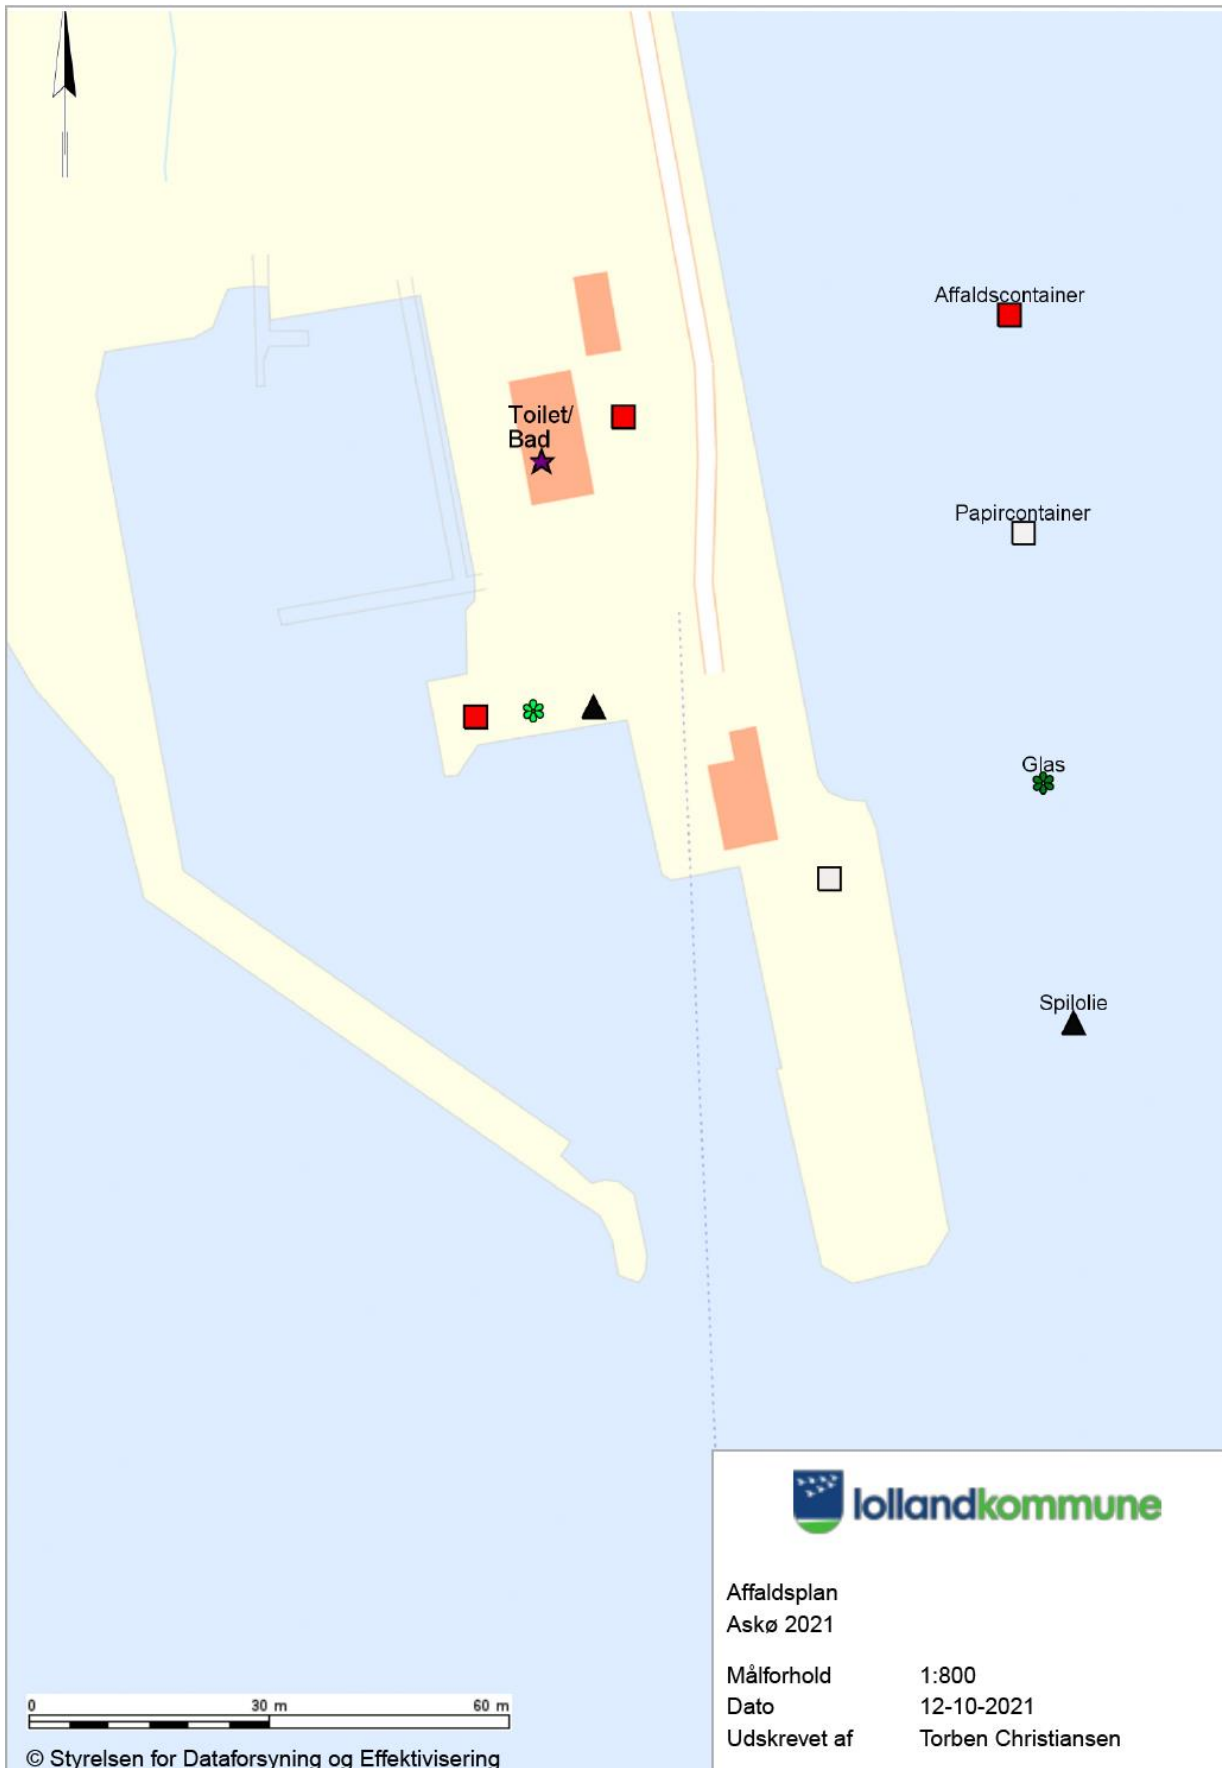 Affaldscontainer
Toilet/
Bad
Papircontainer
Glas
Spilolie
lollandkommune
Affaldsplan
Askø 2021
Målforhold 1:800
Dato 12-10-2021
Udskrevet af Torben Christiansen
0 30 m 60 m
© Styrelsen for Dataforsyning og Effektivisering